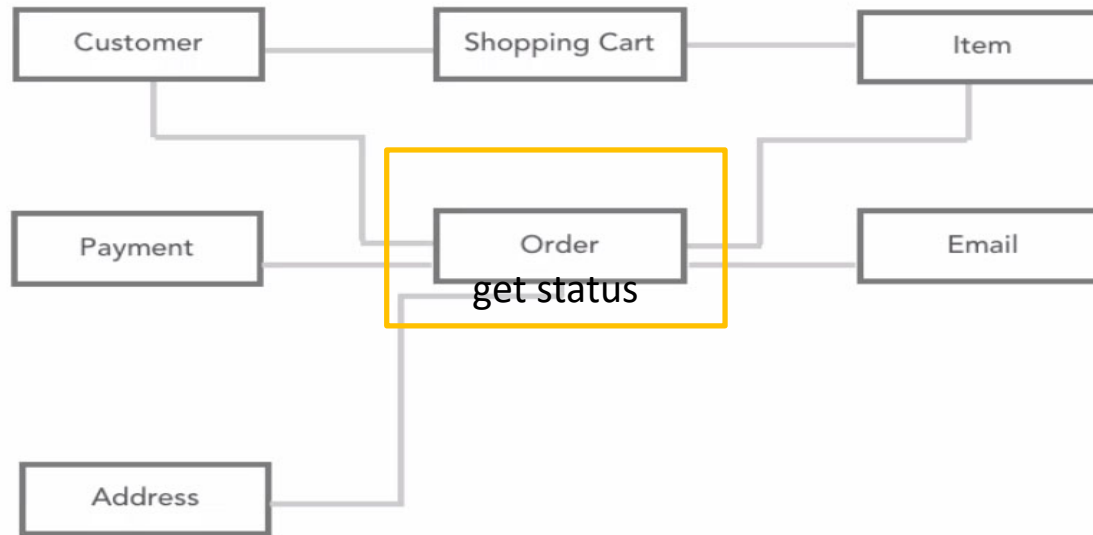 Customer
Shopping Cart
Item
Payment
Order
Email
get status
Address